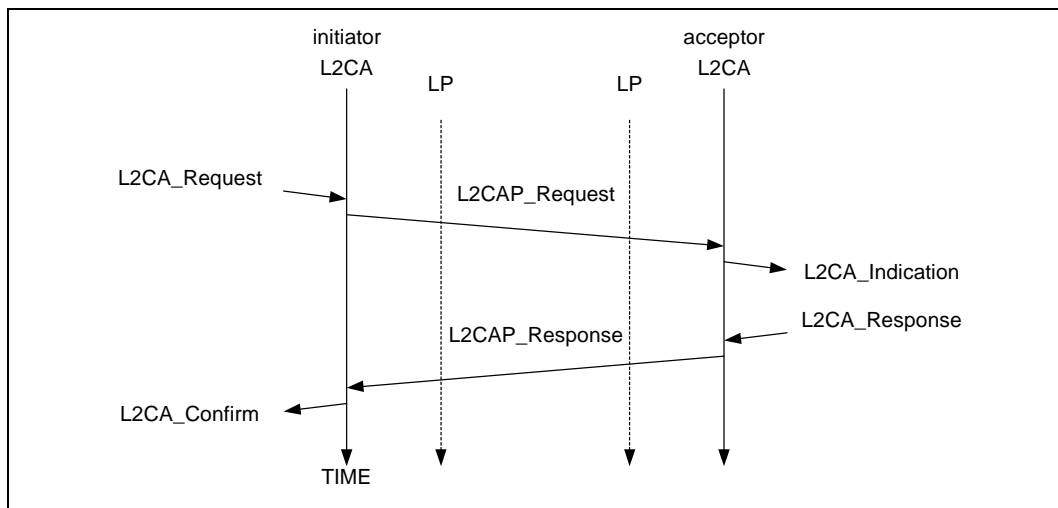 initiator
L2CA
LP
LP
acceptor
L2CA
L2CA_Request
L2CAP_Request
L2CA_Indication
L2CA_Response
L2CAP_Response
L2CA_Confirm
TIME